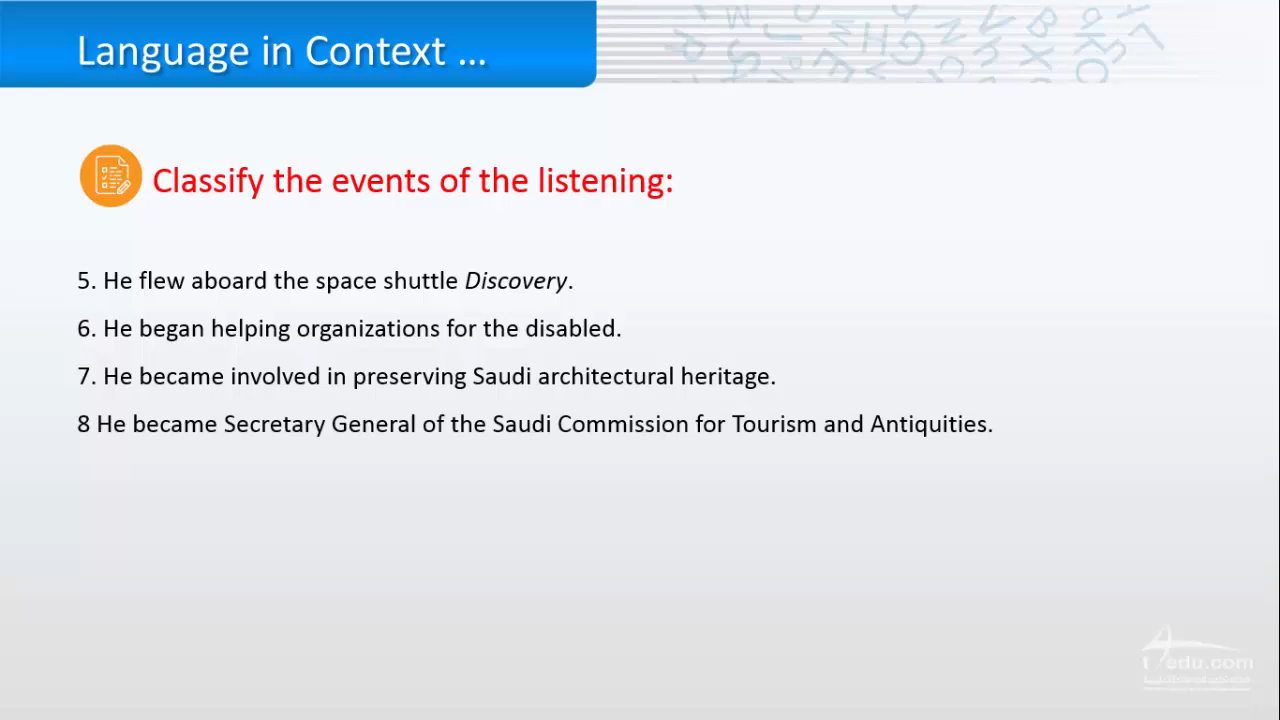 Language in Context ...
Classify the events of the listening:
5. He flew aboard the space shuttle Discovery.
6. He began helping organizations for the disabled.
7. He became involved in preserving Saudi architectural heritage.
8 He became Secretary General of the Saudi Commission for Tourism and Antiquities.
t4edu.com